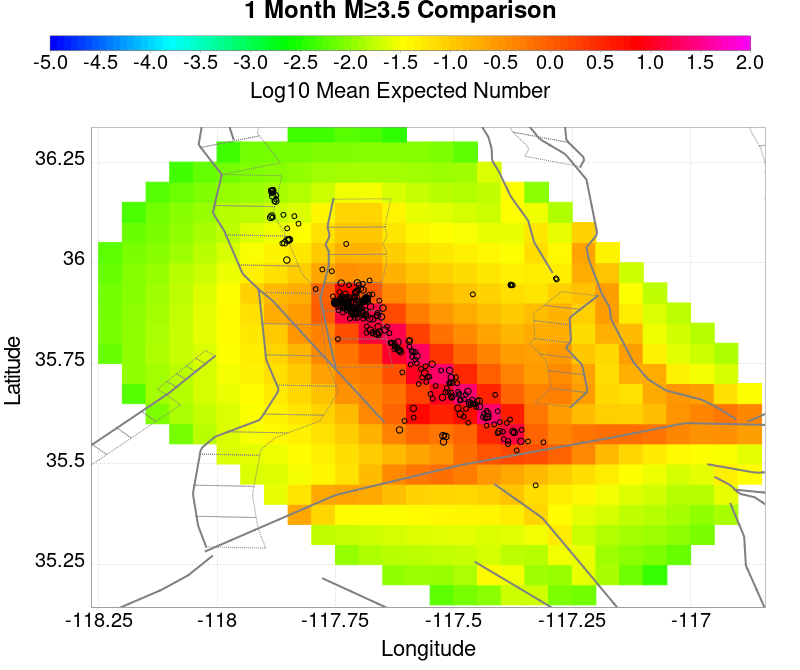 1 Month M≥3.5 Comparison
-5.0 -4.5 -4.0 -3.5 -3.0 -2.5 -2.0 -1.5 -1.0 -0.5 0.0 0.5 1.0 1.5 2.0
Log10 Mean Expected Number
36.25
36
35.75
35.5
35.25
Latitude
-118.25 -118 -117.75 -117.5 -117.25 -117
Longitude